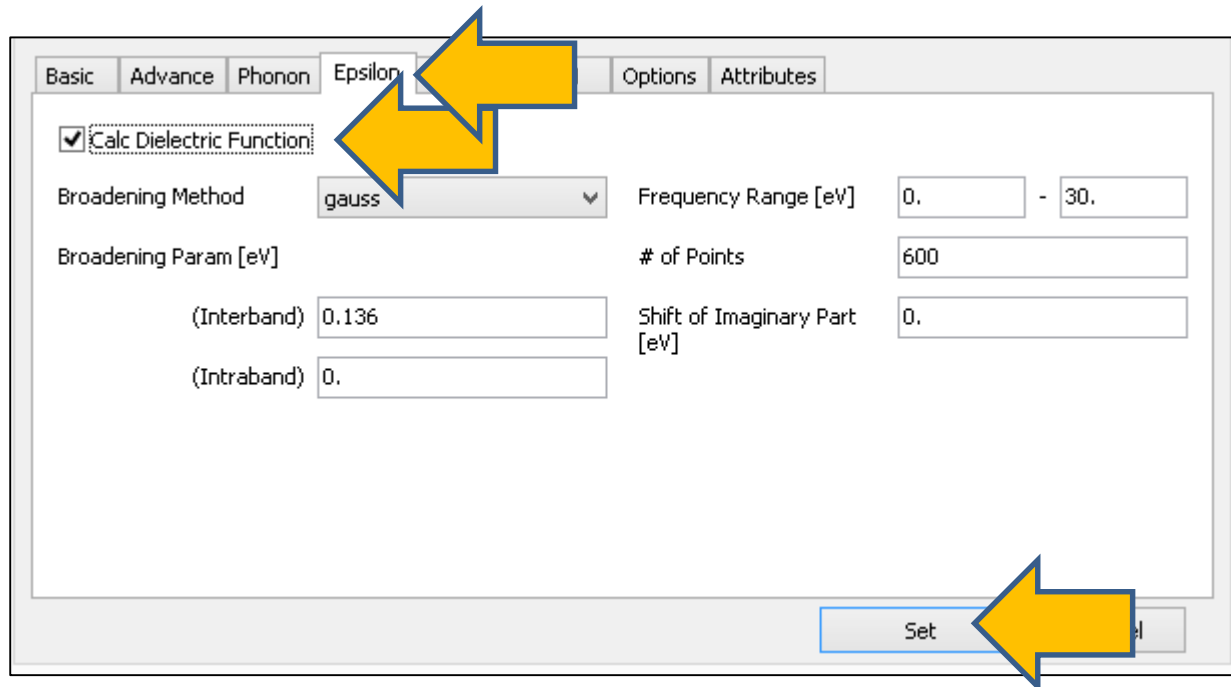 Basic Advance Phonon Epsilon Options Attributes
Calc Dielectric Function
Broadening Method gauss Frequency Range [eV] 0. - 30.
Broadening Param [eV] # of Points 600
(Interband) 0.136 Shift of Imaginary Part 0.
[eV]
(Intraband) 0.
Set